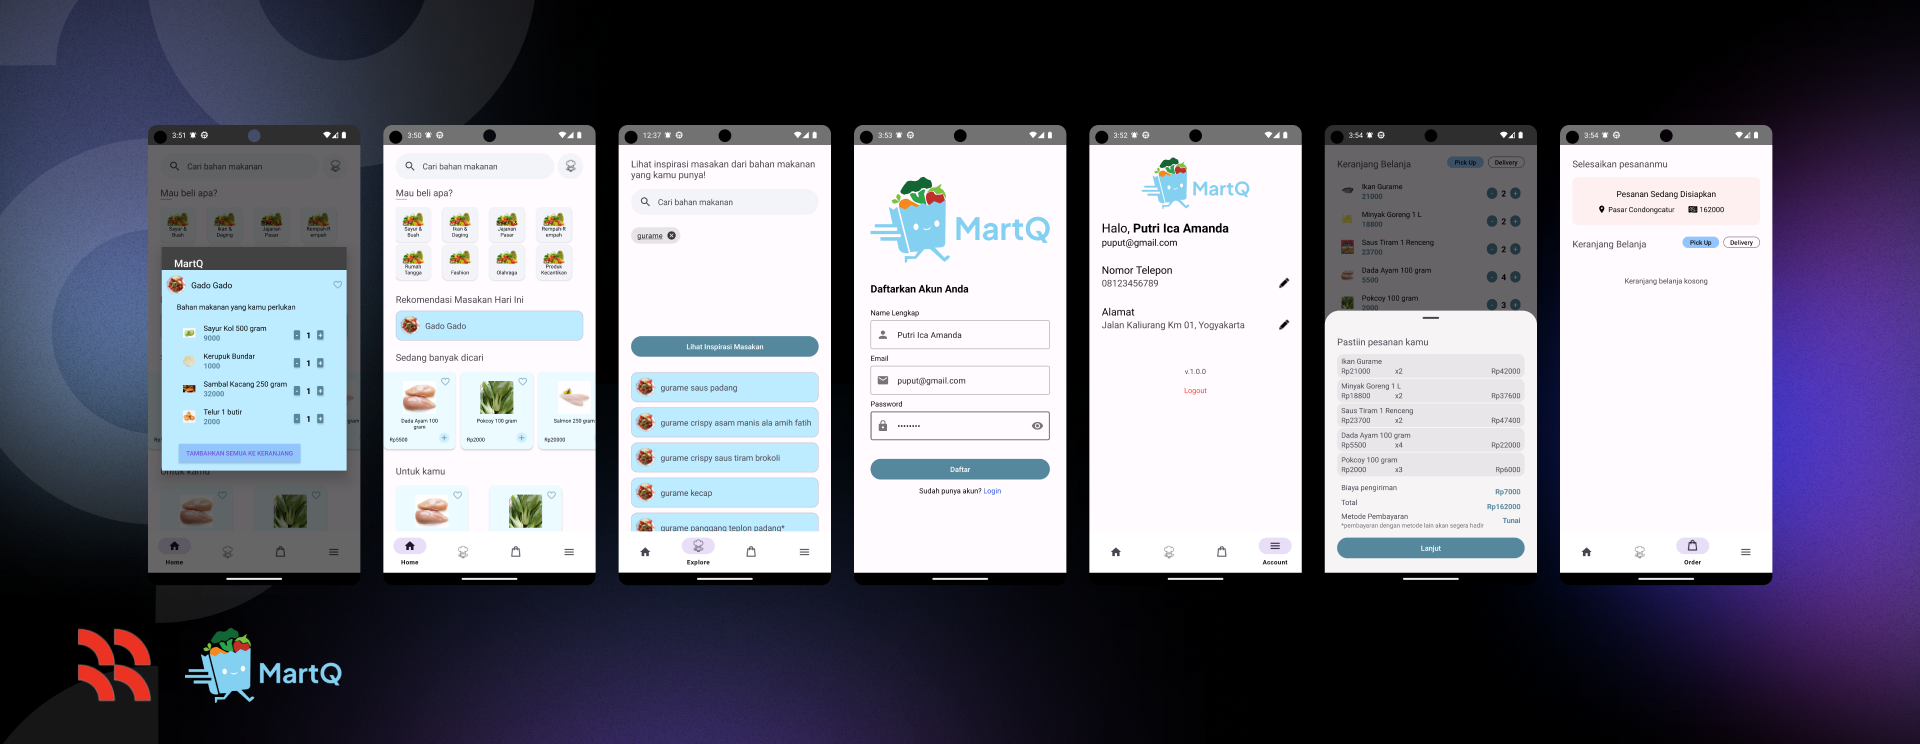 3:51
Cari bahan makanan
Mau beli apa?
Sayur &
Buah
Ikan &
Daging
Jajanan
Pasar
Rempah-R
empah
MartQ
Gado Gado
Bahan makanan yang kamu perlukan
Sayur Kol 500 gram
9000
- 1 +
Kerupuk Bundar
1000
- 1 +
Sambal Kacang 250 gram
32000
- 1 +
Telur 1 butir
2000
- 1 +
TAMBAHKAN SEMUA KE KERANJANG
Untuk kamu
Home
3:50
Cari bahan makanan
Mau beli apa?
Sayur &
Buah
Ikan &
Daging
Jajanan
Pasar
Rempah-R
empah
Rumah
Tangga
Fashion
Olahraga
Produk
Kecantikan
Rekomendasi Masakan Hari Ini
Gado Gado
Sedang banyak dicari
Dada Ayam 100
gram
Rp5500
+
Pokcoy 100 gram
Rp2000
+
Salmon 250 gram
Rp20000
Untuk kamu
Home
12:37
Lihat inspirasi masakan dari bahan makanan
yang kamu punya!
Cari bahan makanan
gurame
Lihat Inspirasi Masakan
gurame saus padang
gurame crispy asam manis ala amih fatih
gurame crispy saus tiram brokoli
gurame kecap
gurame panggang teplon padang*
Explore
3:53
MartQ
Daftarkan Akun Anda
Name Lengkap
Putri Ica Amanda
Email
puput@gmail.com
Password
••••••••
Daftar
Sudah punya akun? Login
3:52
MartQ
Halo, Putri Ica Amanda
puput@gmail.com
Nomor Telepon
08123456789
Alamat
Jalan Kaliurang Km 01, Yogyakarta
v.1.0.0
Logout
Account
3:54
Keranjang Belanja
Pick Up
Delivery
Ikan Gurame
21000
- 2 +
Minyak Goreng 1 L
18800
- 2 +
Saus Tiram 1 Renceng
23700
- 2 +
Dada Ayam 100 gram
5500
- 4 +
Pokcoy 100 gram
2000
- 3 +
Pastiin pesanan kamu
Ikan Gurame
Rp21000 x2 Rp42000
Minyak Goreng 1 L
Rp18800 x2 Rp37600
Saus Tiram 1 Renceng
Rp23700 x2 Rp47400
Dada Ayam 100 gram
Rp5500 x4 Rp22000
Pokcoy 100 gram
Rp2000 x3 Rp6000
Biaya pengiriman Rp7000
Total Rp162000
Metode Pembayaran Tunai
*pembayaran dengan metode lain akan segera hadir
Lanjut
3:54
Selesaikan pesananmu
Pesanan Sedang Disiapkan
Pasar Condongcatur 162000
Keranjang Belanja
Pick Up
Delivery
Keranjang belanja kosong
Order
MartQ